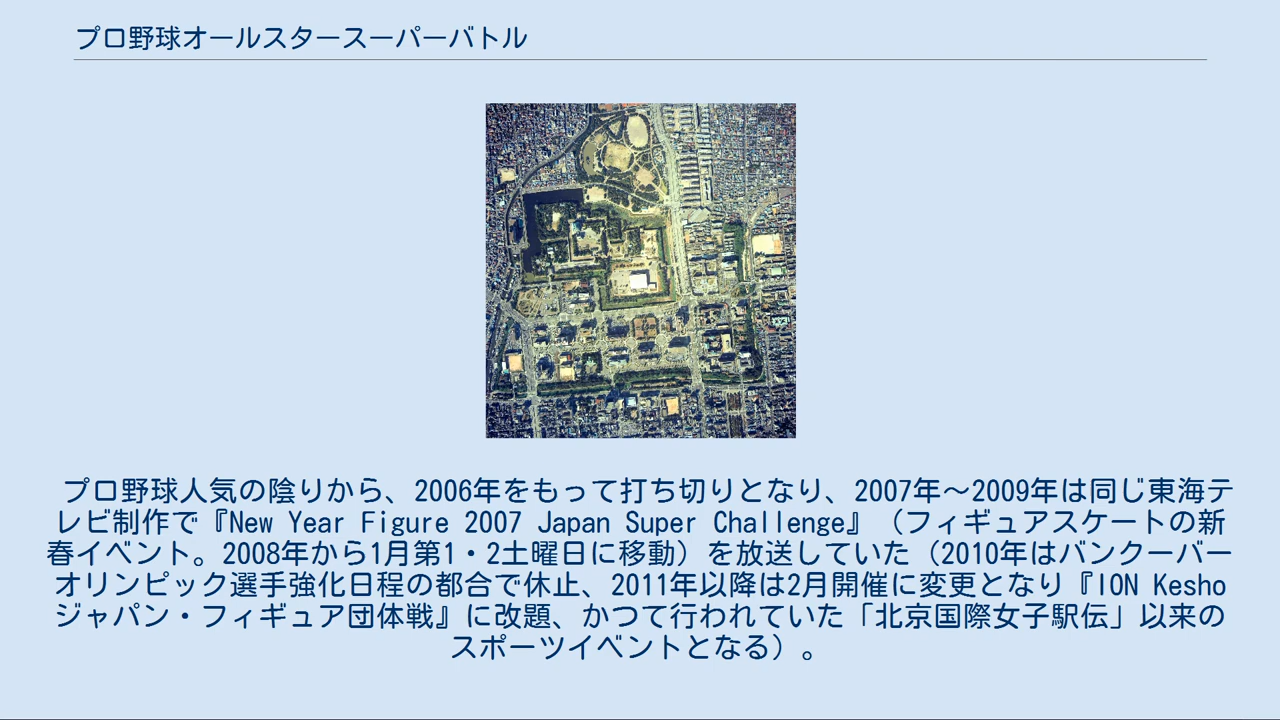 プロ野球オールスタースーパーバトル
プロ野球人気の陰りから、2006年をもって打ち切りとなり、2007年～2009年は同じ東海テ
レビ制作で『New Year Figure 2007 Japan Super Challenge』（フィギュアスケートの新
春イベント。2008年から1月第1・2土曜日に移動）を放送していた（2010年はバンクーバー
オリンピック選手強化日程の都合で休止、2011年以降は2月開催に変更となり『ION Kesho
ジャパン・フィギュア団体戦』に改題、かつて行われていた「北京国際女子駅伝」以来の
スポーツイベントとなる）。